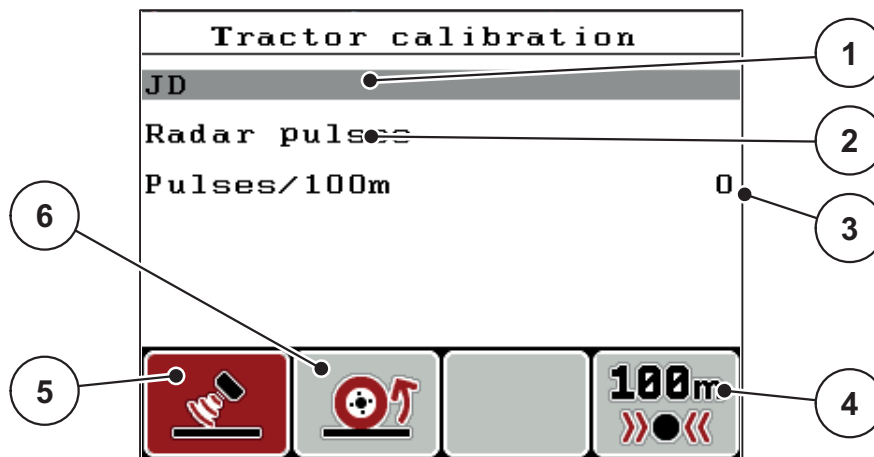 Tractor calibration
JD
Radar pulses
Pulses/100m 0
100m
1
2
3
4
5
6